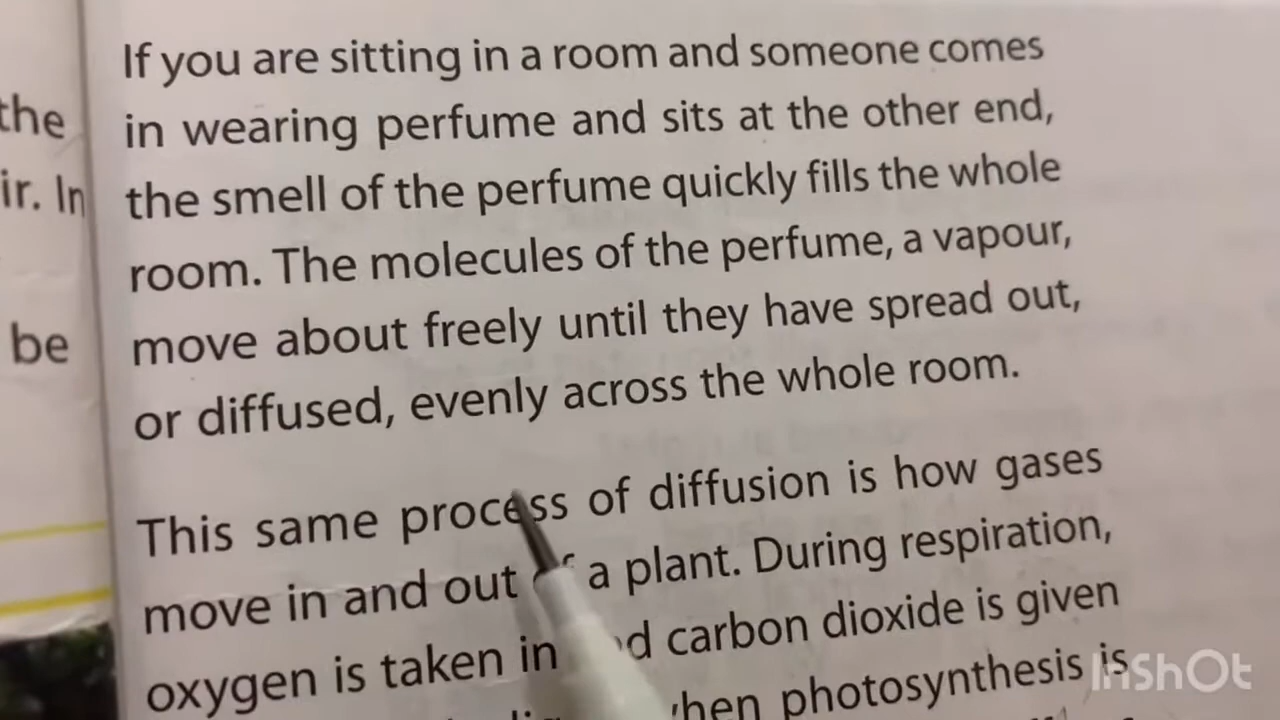 the
ir. In
be
If you are sitting in a room and someone comes
in wearing perfume and sits at the other end,
the smell of the perfume quickly fills the whole
room. The molecules of the perfume, a vapour,
move about freely until they have spread out,
or diffused, evenly across the whole room.
This same process of diffusion is how gases
move in and out a plant. During respiration,
oxygen is taken in carbon dioxide is given
photosynthesis is
InShOt